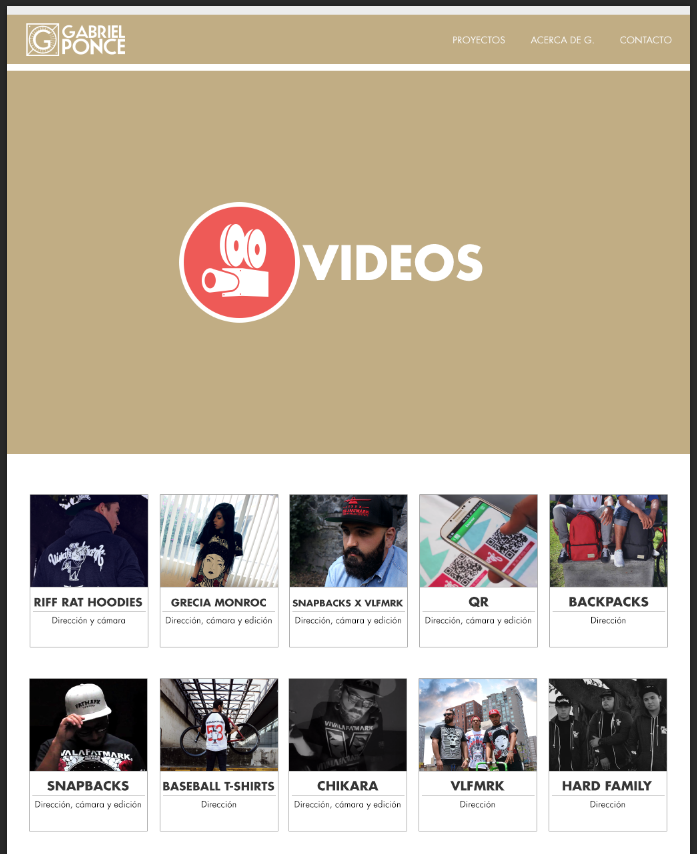 GABRIEL
PONCE
PROYECTOS ACERCA DE G. CONTACTO
VIDEOS
RIFF RAT HOODIES
Dirección y cámara
GRECIA MONROC
Dirección, cámara y edición
SNAPBACKS X VLFMRK
Dirección, cámara y edición
QR
Dirección, cámara y edición
BACKPACKS
Dirección
SNAPBACKS
Dirección, cámara y edición
BASEBALL T-SHIRTS
Dirección
CHIKARA
Dirección, cámara y edición
VLFMRK
Dirección
HARD FAMILY
Dirección